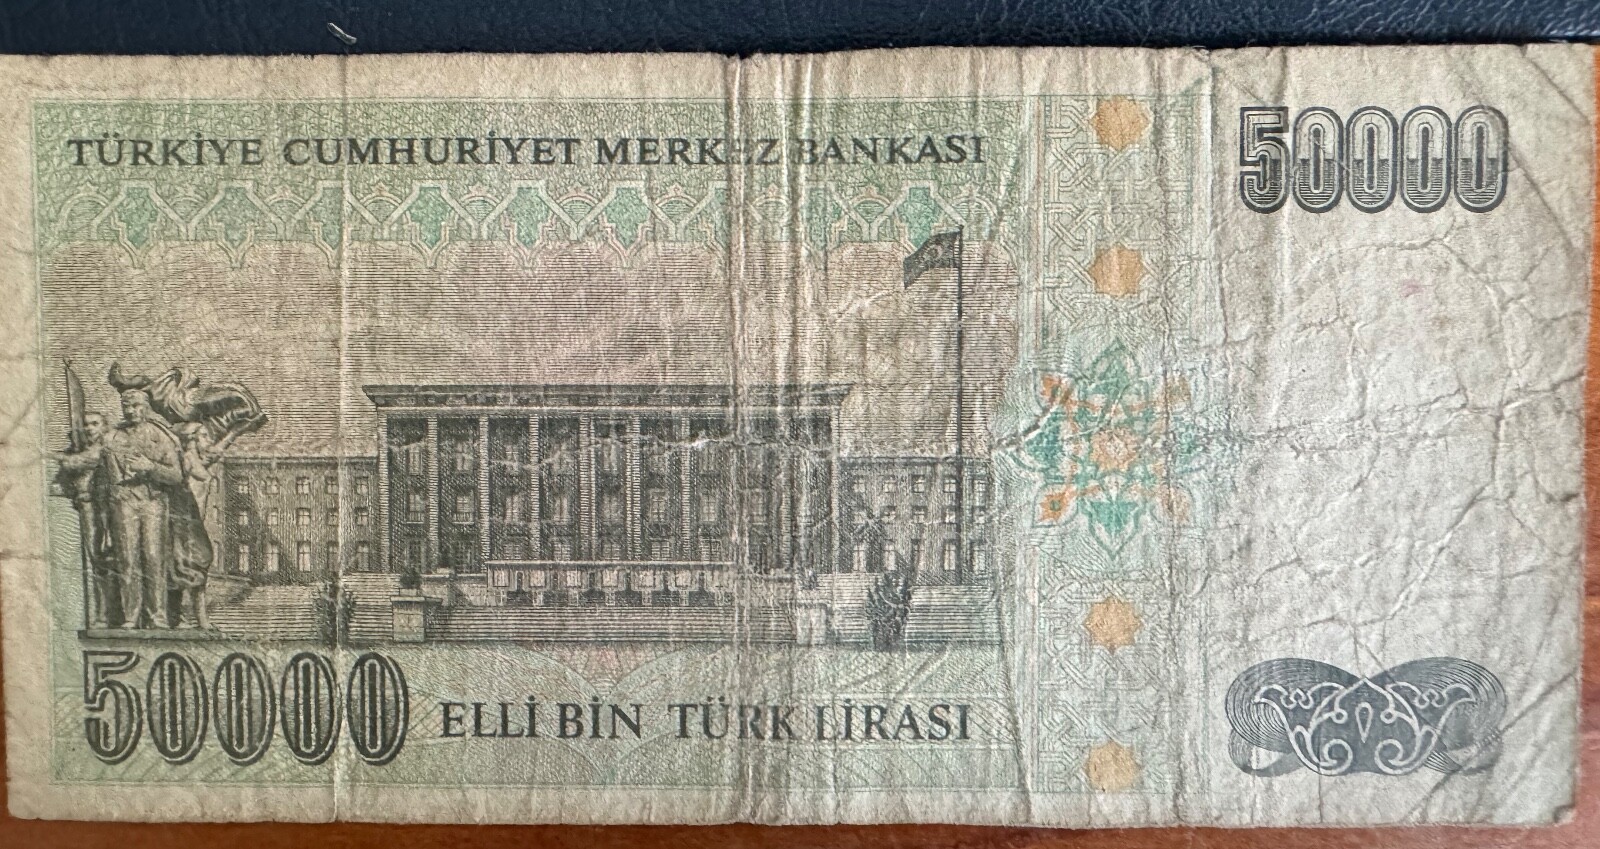 TÜRKİYE CUMHURİYET MERKEZ BANKASI
50000
50000
ELLİ BİN TÜRK LİRASI